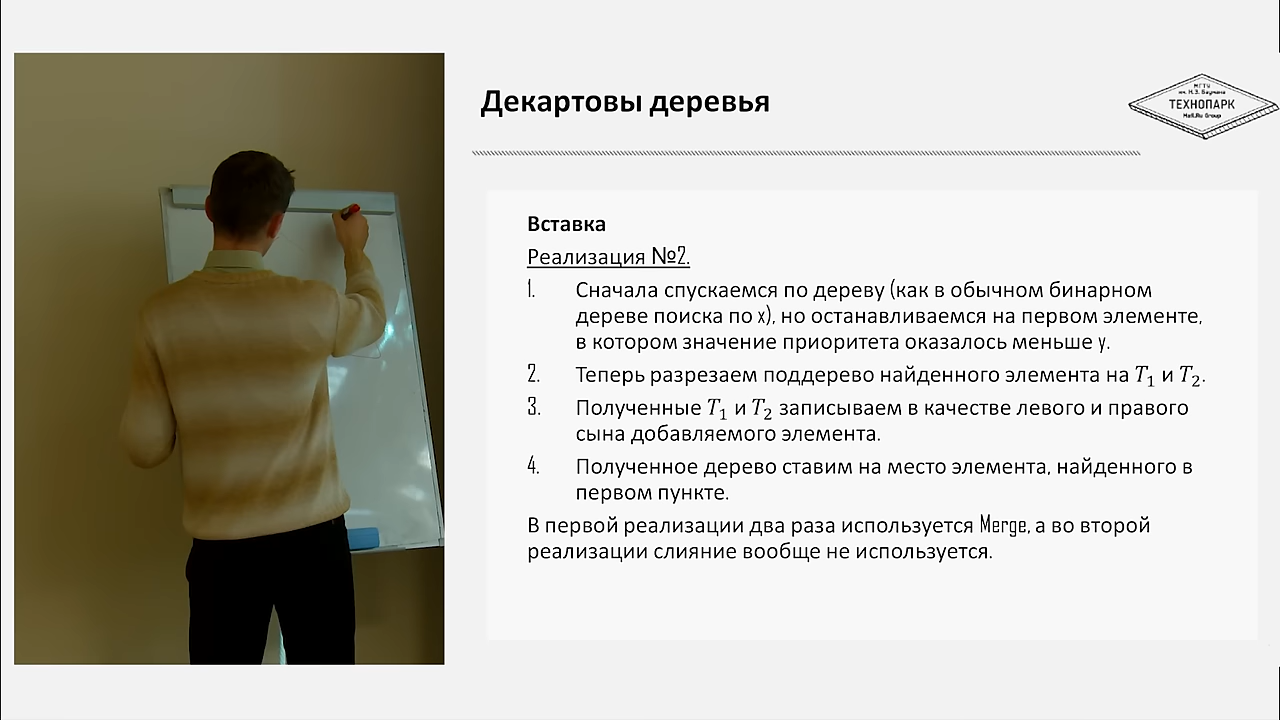 Декартовы деревья
МГТУ
им. Н.Э. Баумана
ТЕХНОПАРК
Mail.Ru Group
Вставка
Реализация №2.
1. Сначала спускаемся по дереву (как в обычном бинарном
дереве поиска по x), но останавливаемся на первом элементе,
в котором значение приоритета оказалось меньше y.
2. Теперь разрезаем поддерево найденного элемента на T₁ и T₂.
3. Полученные T₁ и T₂ записываем в качестве левого и правого
сына добавляемого элемента.
4. Полученное дерево ставим на место элемента, найденного в
первом пункте.
В первой реализации два раза используется Merge, а во второй
реализации слияние вообще не используется.